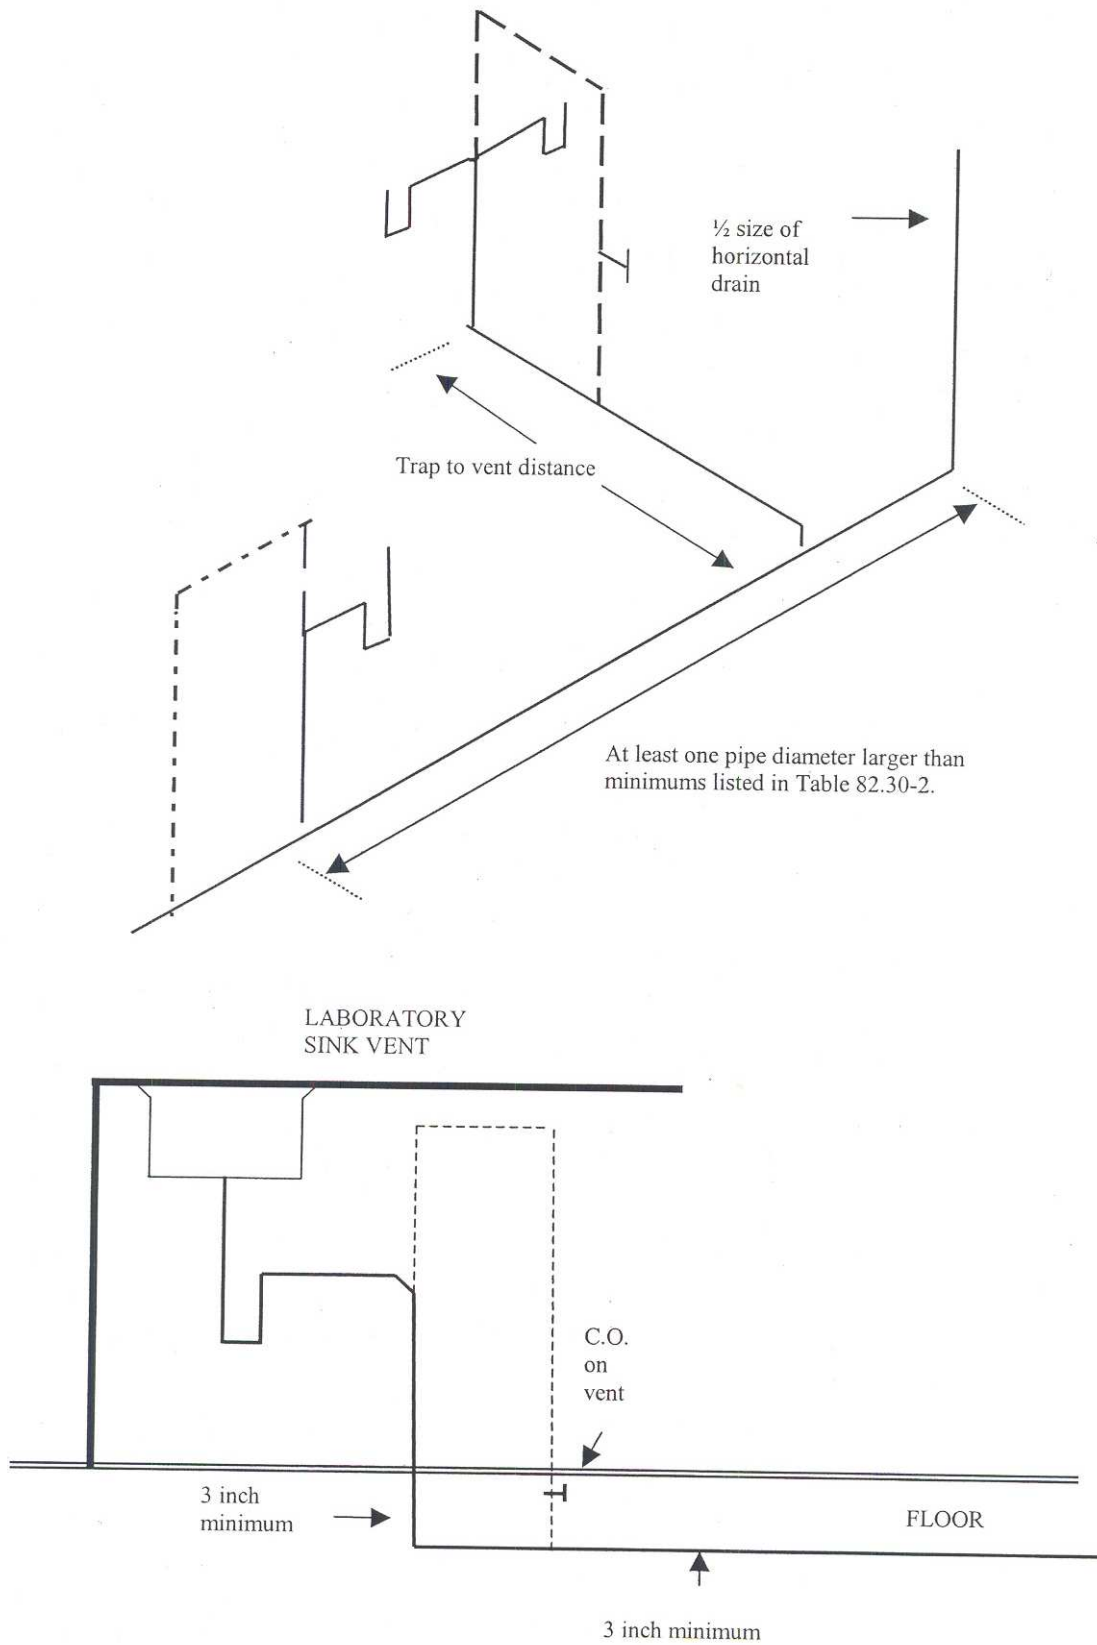 ½ size of
horizontal
drain
Trap to vent distance
At least one pipe diameter larger than
minimums listed in Table 82.30-2.
LABORATORY
SINK VENT
C.O.
on
vent
3 inch
minimum
FLOOR
3 inch minimum